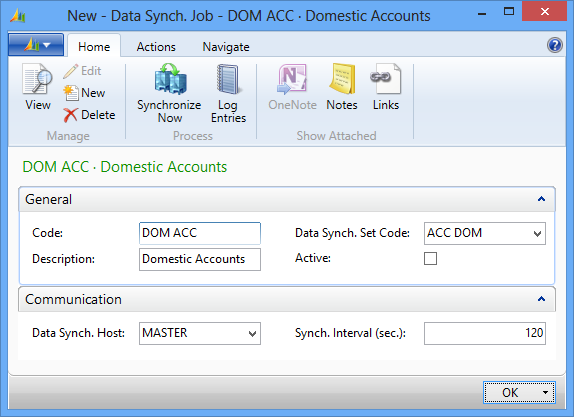 New - Data Synch. Job - DOM ACC · Domestic Accounts
Home Actions Navigate
View
Edit
New
Delete
Manage
Synchronize Now
Log Entries
Process
OneNote
Notes
Links
Show Attached
DOM ACC · Domestic Accounts
General
Code: DOM ACC Data Synch. Set Code: ACC DOM
Description: Domestic Accounts Active:
Communication
Data Synch. Host: MASTER Synch. Interval (sec.): 120
OK